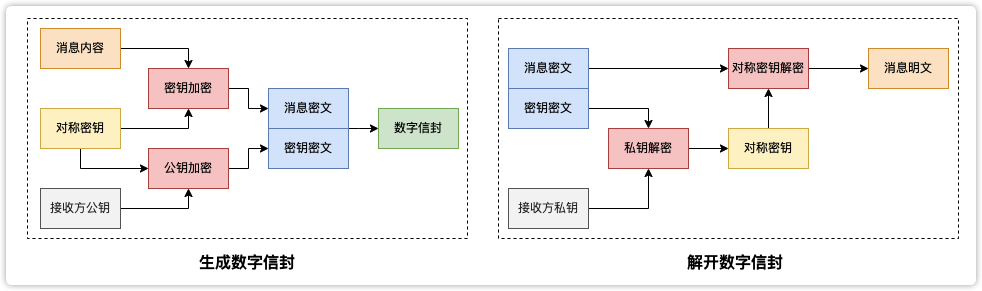 消息内容
密钥加密
对称密钥
公钥加密
接收方公钥
消息密文
密钥密文
数字信封
生成数字信封
消息密文
密钥密文
对称密钥解密
消息明文
私钥解密
对称密钥
接收方私钥
解开数字信封